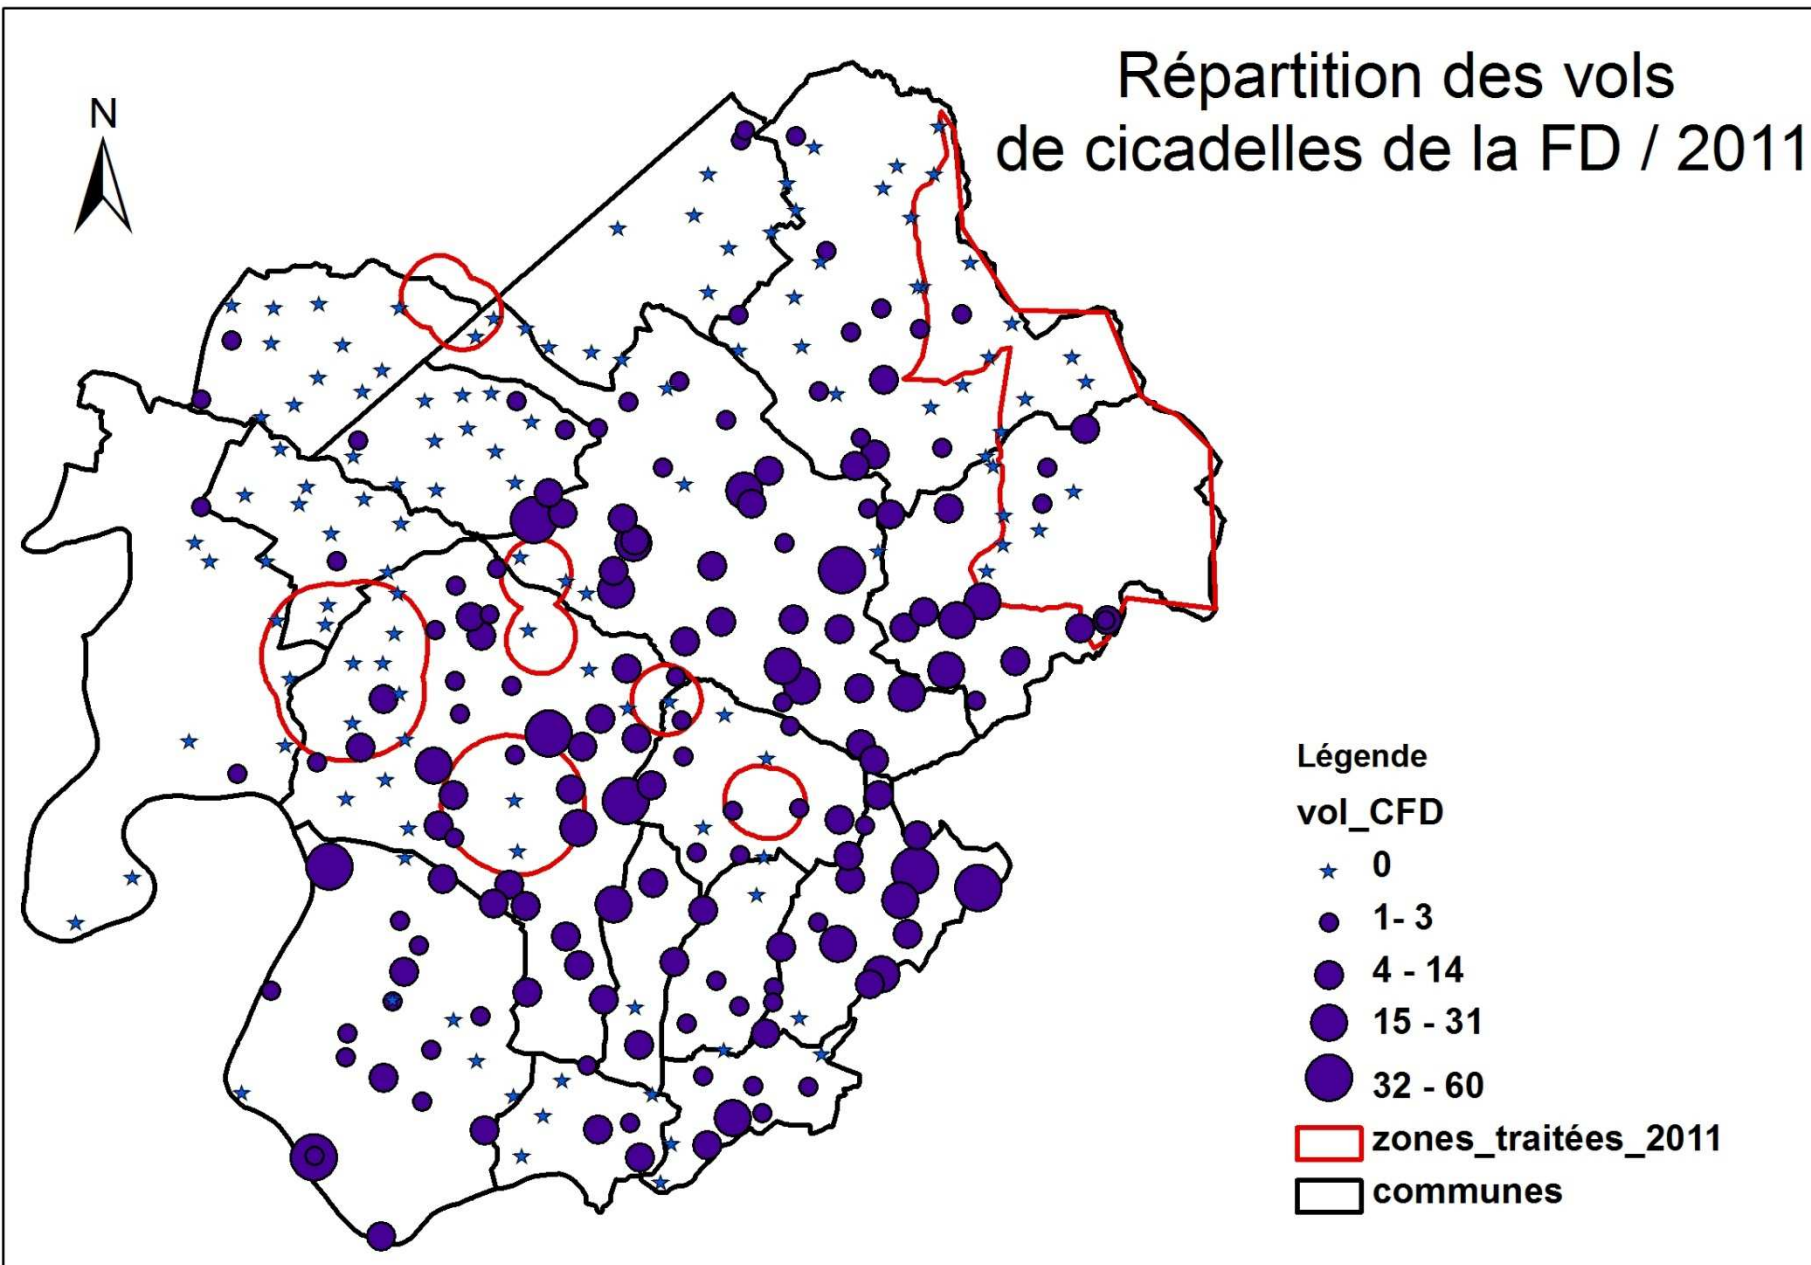 Répartition des vols
de cicadelles de la FD / 2011
N
Légende
vol_CFD
0
1- 3
4 - 14
15 - 31
32 - 60
zones_traitées_2011
communes